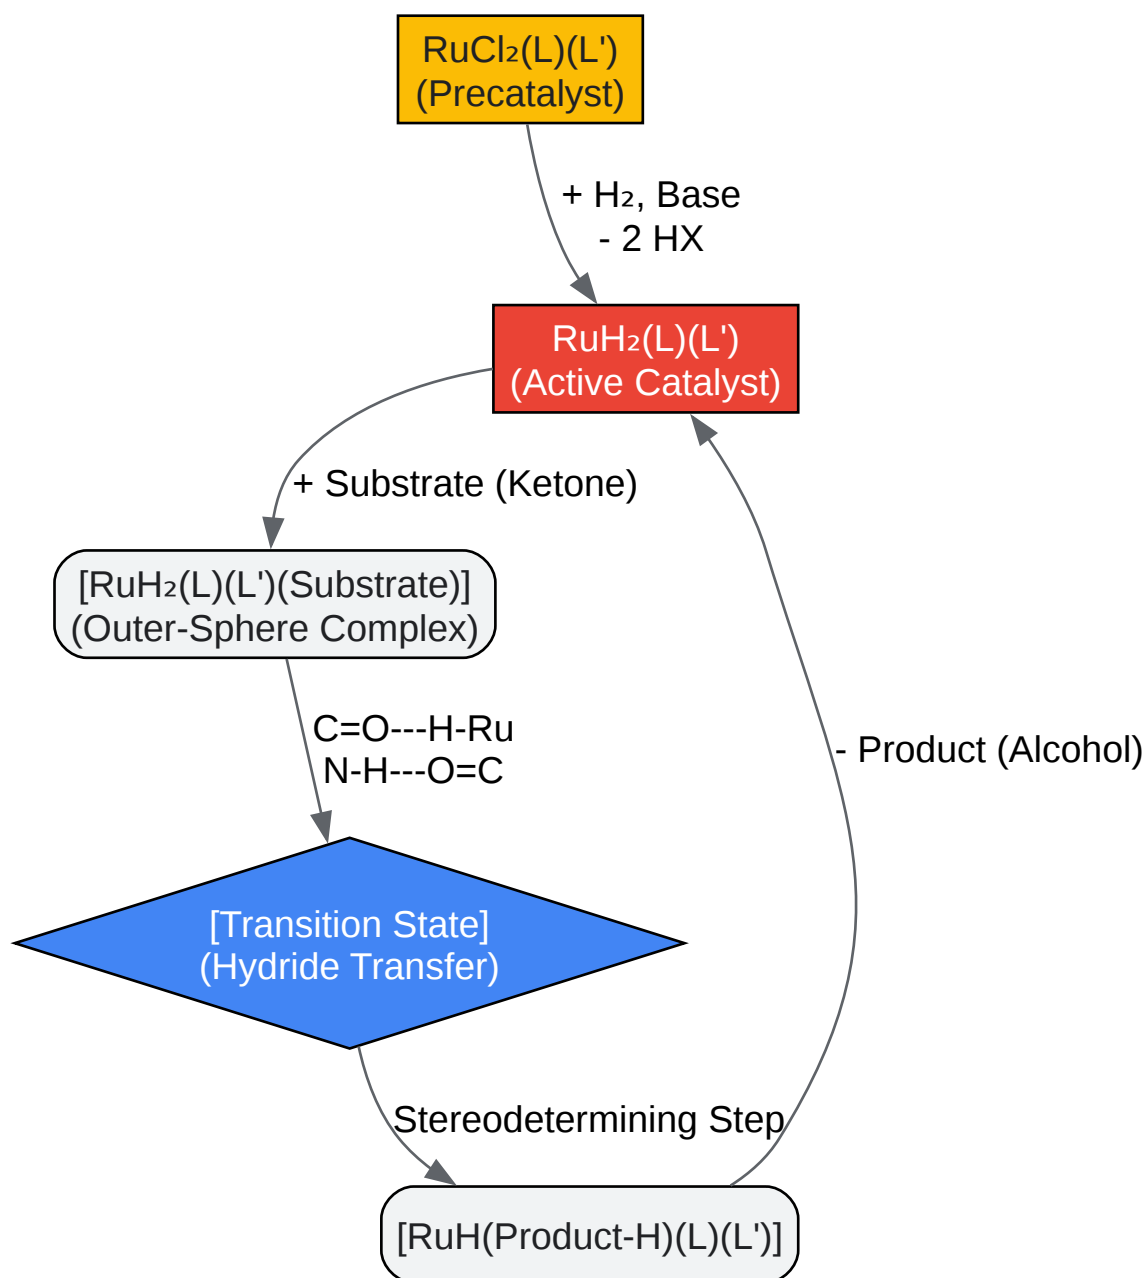 RuCl₂(L)(L')
(Precatalyst)
+ H₂, Base
- 2 HX
RuH₂(L)(L')
(Active Catalyst)
+ Substrate (Ketone)
[RuH₂(L)(L')(Substrate)]
(Outer-Sphere Complex)
C=O---H-Ru
N-H---O=C
- Product (Alcohol)
[Transition State]
(Hydride Transfer)
Stereodetermining Step
[RuH(Product-H)(L)(L')]